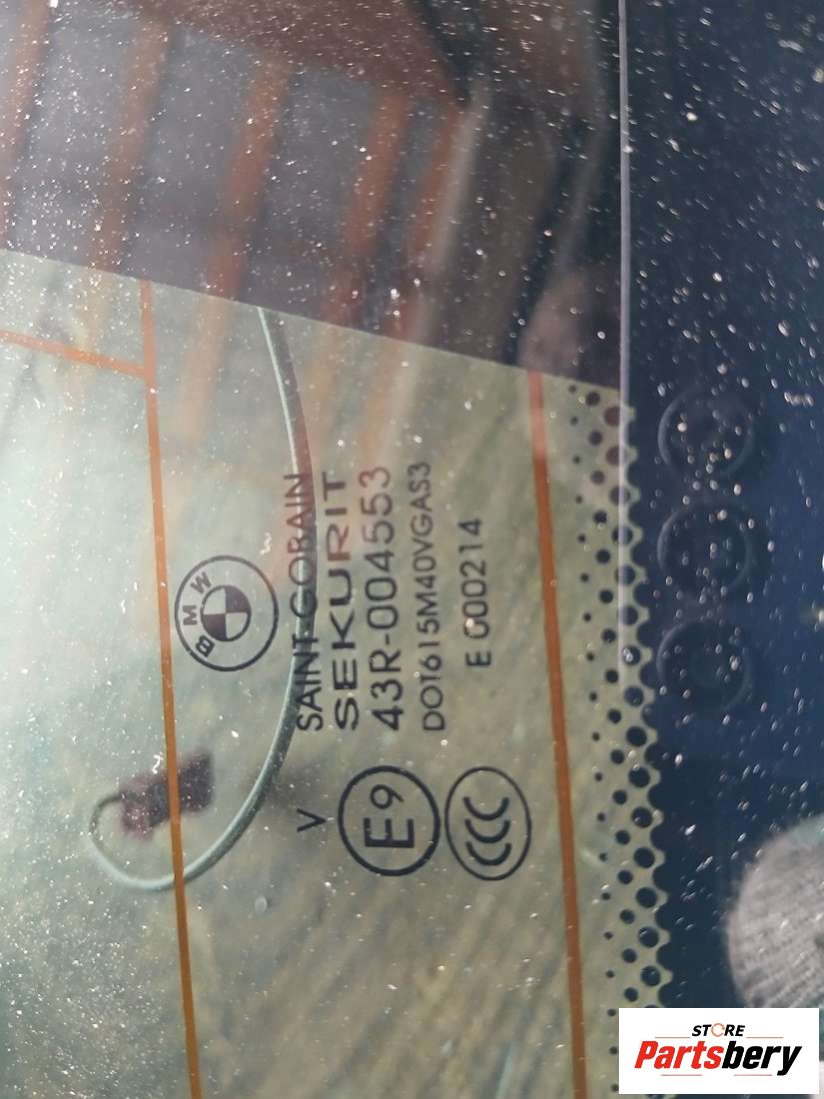 BMW
SAINT-GOBAIN
SEKURIT
43R-004553
DOT615M40VGAS3
E 000214
V
E9
CCC
STORE
Partsbery